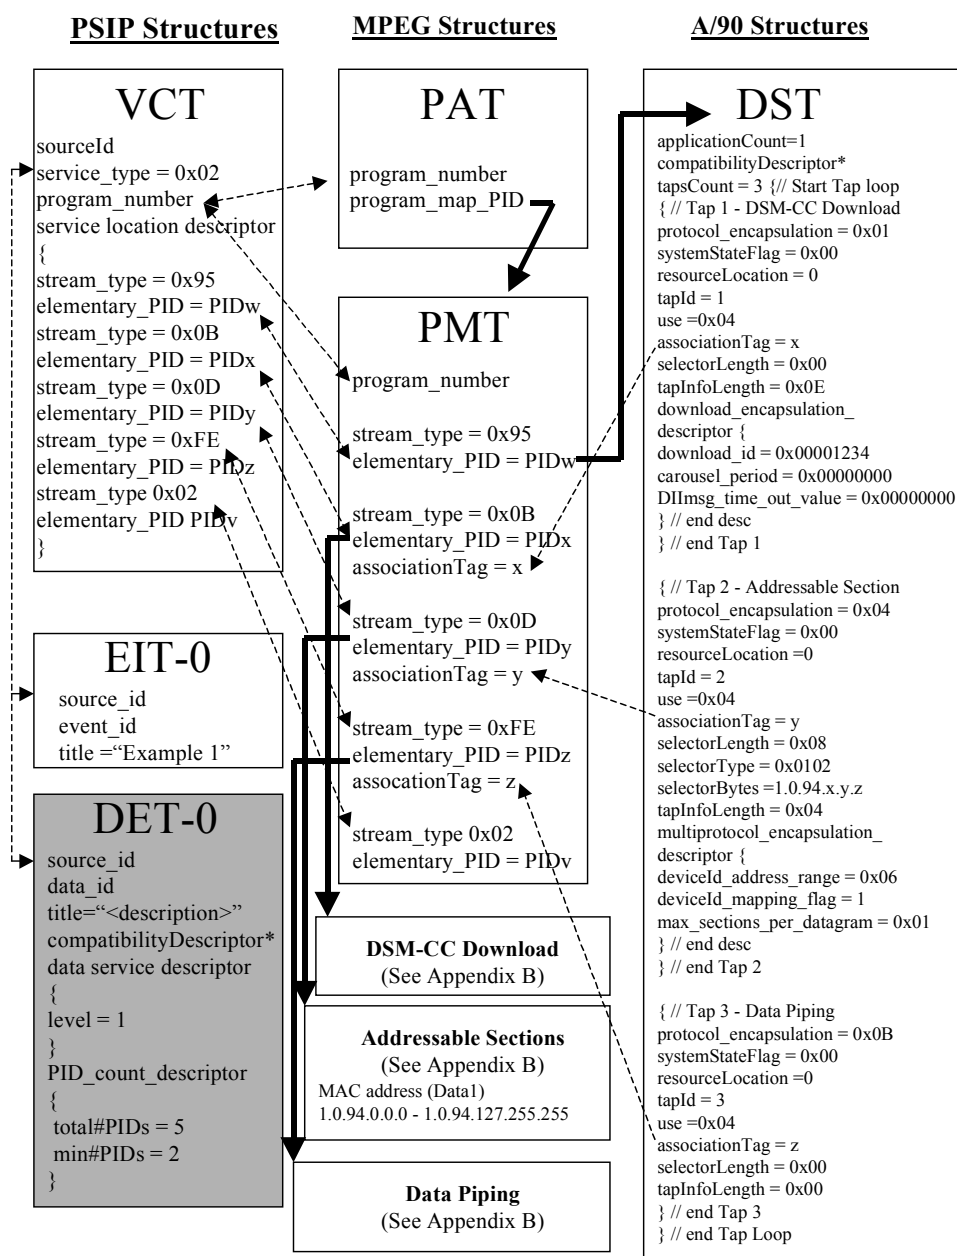 PSIP Structures
MPEG Structures
A/90 Structures
VCT
sourceId
service_type = 0x02
program_number
service location descriptor
{
stream_type = 0x95
elementary_PID = PIDw
stream_type = 0x0B
elementary_PID = PIDx
stream_type = 0x0D
elementary_PID = PIDy
stream_type = 0xFE
elementary_PID = PIDz
stream_type 0x02
elementary_PID PIDv
}
EIT-0
source_id
event_id
title =“Example 1”
DET-0
source_id
data_id
title=“<description>”
compatibilityDescriptor*
data service descriptor
{
level = 1
}
PID_count_descriptor
{
total#PIDs = 5
min#PIDs = 2
}
PAT
program_number
program_map_PID
PMT
program_number
stream_type = 0x95
elementary_PID = PIDw
stream_type = 0x0B
elementary_PID = PIDx
associationTag = x
stream_type = 0x0D
elementary_PID = PIDy
associationTag = y
stream_type = 0xFE
elementary_PID = PIDz
assocationTag = z
stream_type 0x02
elementary_PID = PIDv
DSM-CC Download
(See Appendix B)
Addressable Sections
(See Appendix B)
MAC address (Data1)
1.0.94.0.0.0 - 1.0.94.127.255.255
Data Piping
(See Appendix B)
DST
applicationCount=1
compatibilityDescriptor*
tapsCount = 3 {// Start Tap loop
{ // Tap 1 - DSM-CC Download
protocol_encapsulation = 0x01
systemStateFlag = 0x00
resourceLocation = 0
tapId = 1
use =0x04
associationTag = x
selectorLength = 0x00
tapInfoLength = 0x0E
download_encapsulation_
descriptor {
download_id = 0x00001234
carousel_period = 0x00000000
DIImsg_time_out_value = 0x00000000
} // end desc
} // end Tap 1
{ // Tap 2 - Addressable Section
protocol_encapsulation = 0x04
systemStateFlag = 0x00
resourceLocation =0
tapId = 2
use =0x04
associationTag = y
selectorLength = 0x08
selectorType = 0x0102
selectorBytes =1.0.94.x.y.z
tapInfoLength = 0x04
multiprotocol_encapsulation_
descriptor {
deviceId_address_range = 0x06
deviceId_mapping_flag = 1
max_sections_per_datagram = 0x01
} // end desc
} // end Tap 2
{ // Tap 3 - Data Piping
protocol_encapsulation = 0x0B
systemStateFlag = 0x00
resourceLocation =0
tapId = 3
use =0x04
associationTag = z
selectorLength = 0x00
tapInfoLength = 0x00
} // end Tap 3
} // end Tap Loop